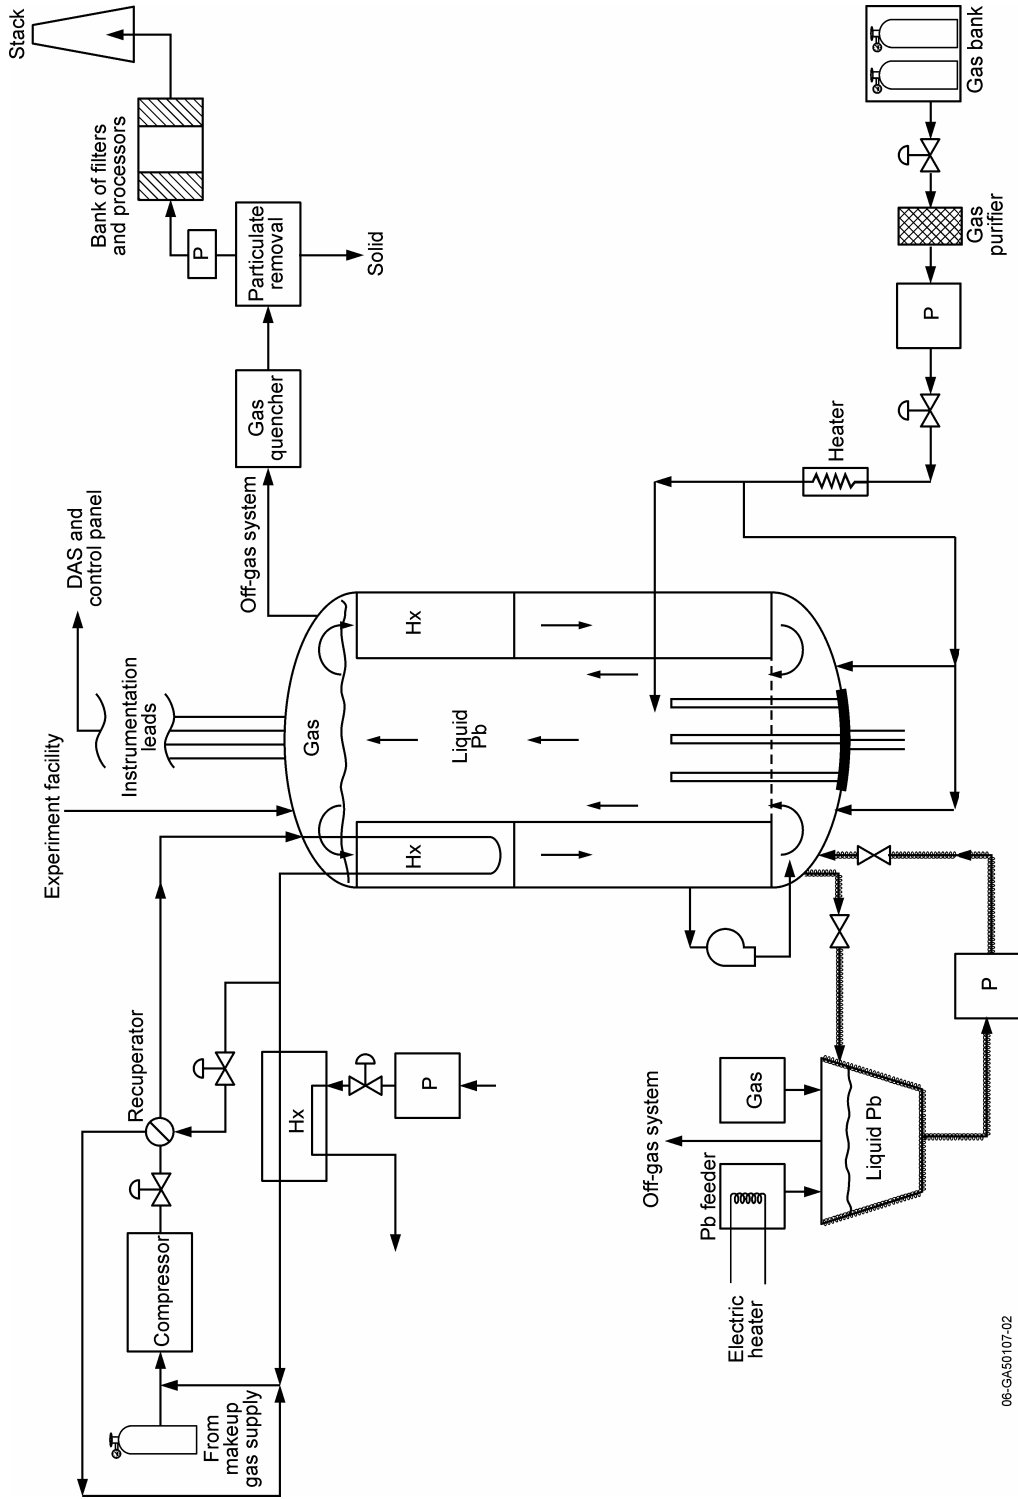 Stack
Bank of filters
and processors
P
Particulate
removal
Solid
Gas
quencher
Off-gas system
DAS and
control panel
Instrumentation
leads
Experiment facility
Gas bank
Gas
purifier
P
Heater
Gas
Hx
Liquid
Pb
Hx
Recuperator
Compressor
From
makeup
gas supply
Hx
P
Off-gas system
Gas
Pb feeder
Liquid Pb
Electric
heater
P
06-GA50107-02